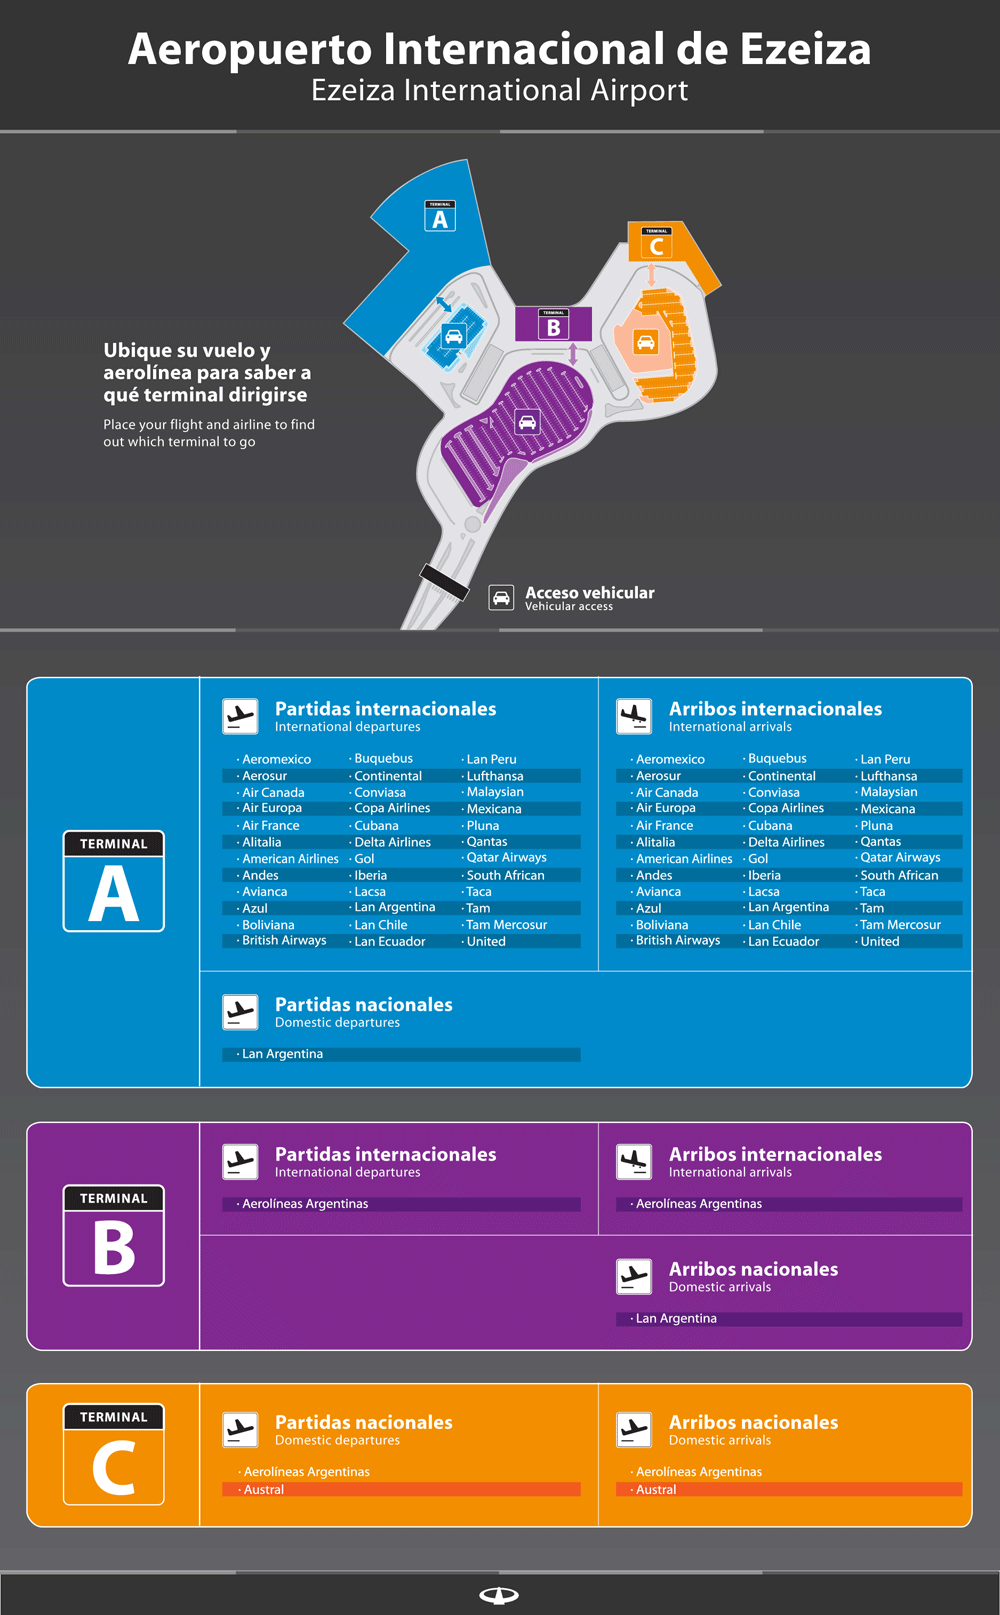 Aeropuerto Internacional de Ezeiza
Ezeiza International Airport
TERMINAL
A
TERMINAL
C
TERMINAL
B
Ubique su vuelo y
aerolínea para saber a
qué terminal dirigirse
Place your flight and airline to find
out which terminal to go
Acceso vehicular
Vehicular access
TERMINAL
A
Partidas internacionales
International departures
· Aeromexico · Buquebus · Lan Peru
· Aerosur · Continental · Lufthansa
· Air Canada · Conviasa · Malaysian
· Air Europa · Copa Airlines · Mexicana
· Air France · Cubana · Pluna
· Alitalia · Delta Airlines · Qantas
· American Airlines · Gol · Qatar Airways
· Andes · Iberia · South African
· Avianca · Lacsa · Taca
· Azul · Lan Argentina · Tam
· Boliviana · Lan Chile · Tam Mercosur
· British Airways · Lan Ecuador · United
Arribos internacionales
International arrivals
· Aeromexico · Buquebus · Lan Peru
· Aerosur · Continental · Lufthansa
· Air Canada · Conviasa · Malaysian
· Air Europa · Copa Airlines · Mexicana
· Air France · Cubana · Pluna
· Alitalia · Delta Airlines · Qantas
· American Airlines · Gol · Qatar Airways
· Andes · Iberia · South African
· Avianca · Lacsa · Taca
· Azul · Lan Argentina · Tam
· Boliviana · Lan Chile · Tam Mercosur
· British Airways · Lan Ecuador · United
Partidas nacionales
Domestic departures
· Lan Argentina
TERMINAL
B
Partidas internacionales
International departures
· Aerolíneas Argentinas
Arribos internacionales
International arrivals
· Aerolíneas Argentinas
Arribos nacionales
Domestic arrivals
· Lan Argentina
TERMINAL
C
Partidas nacionales
Domestic departures
· Aerolíneas Argentinas
· Austral
Arribos nacionales
Domestic arrivals
· Aerolíneas Argentinas
· Austral